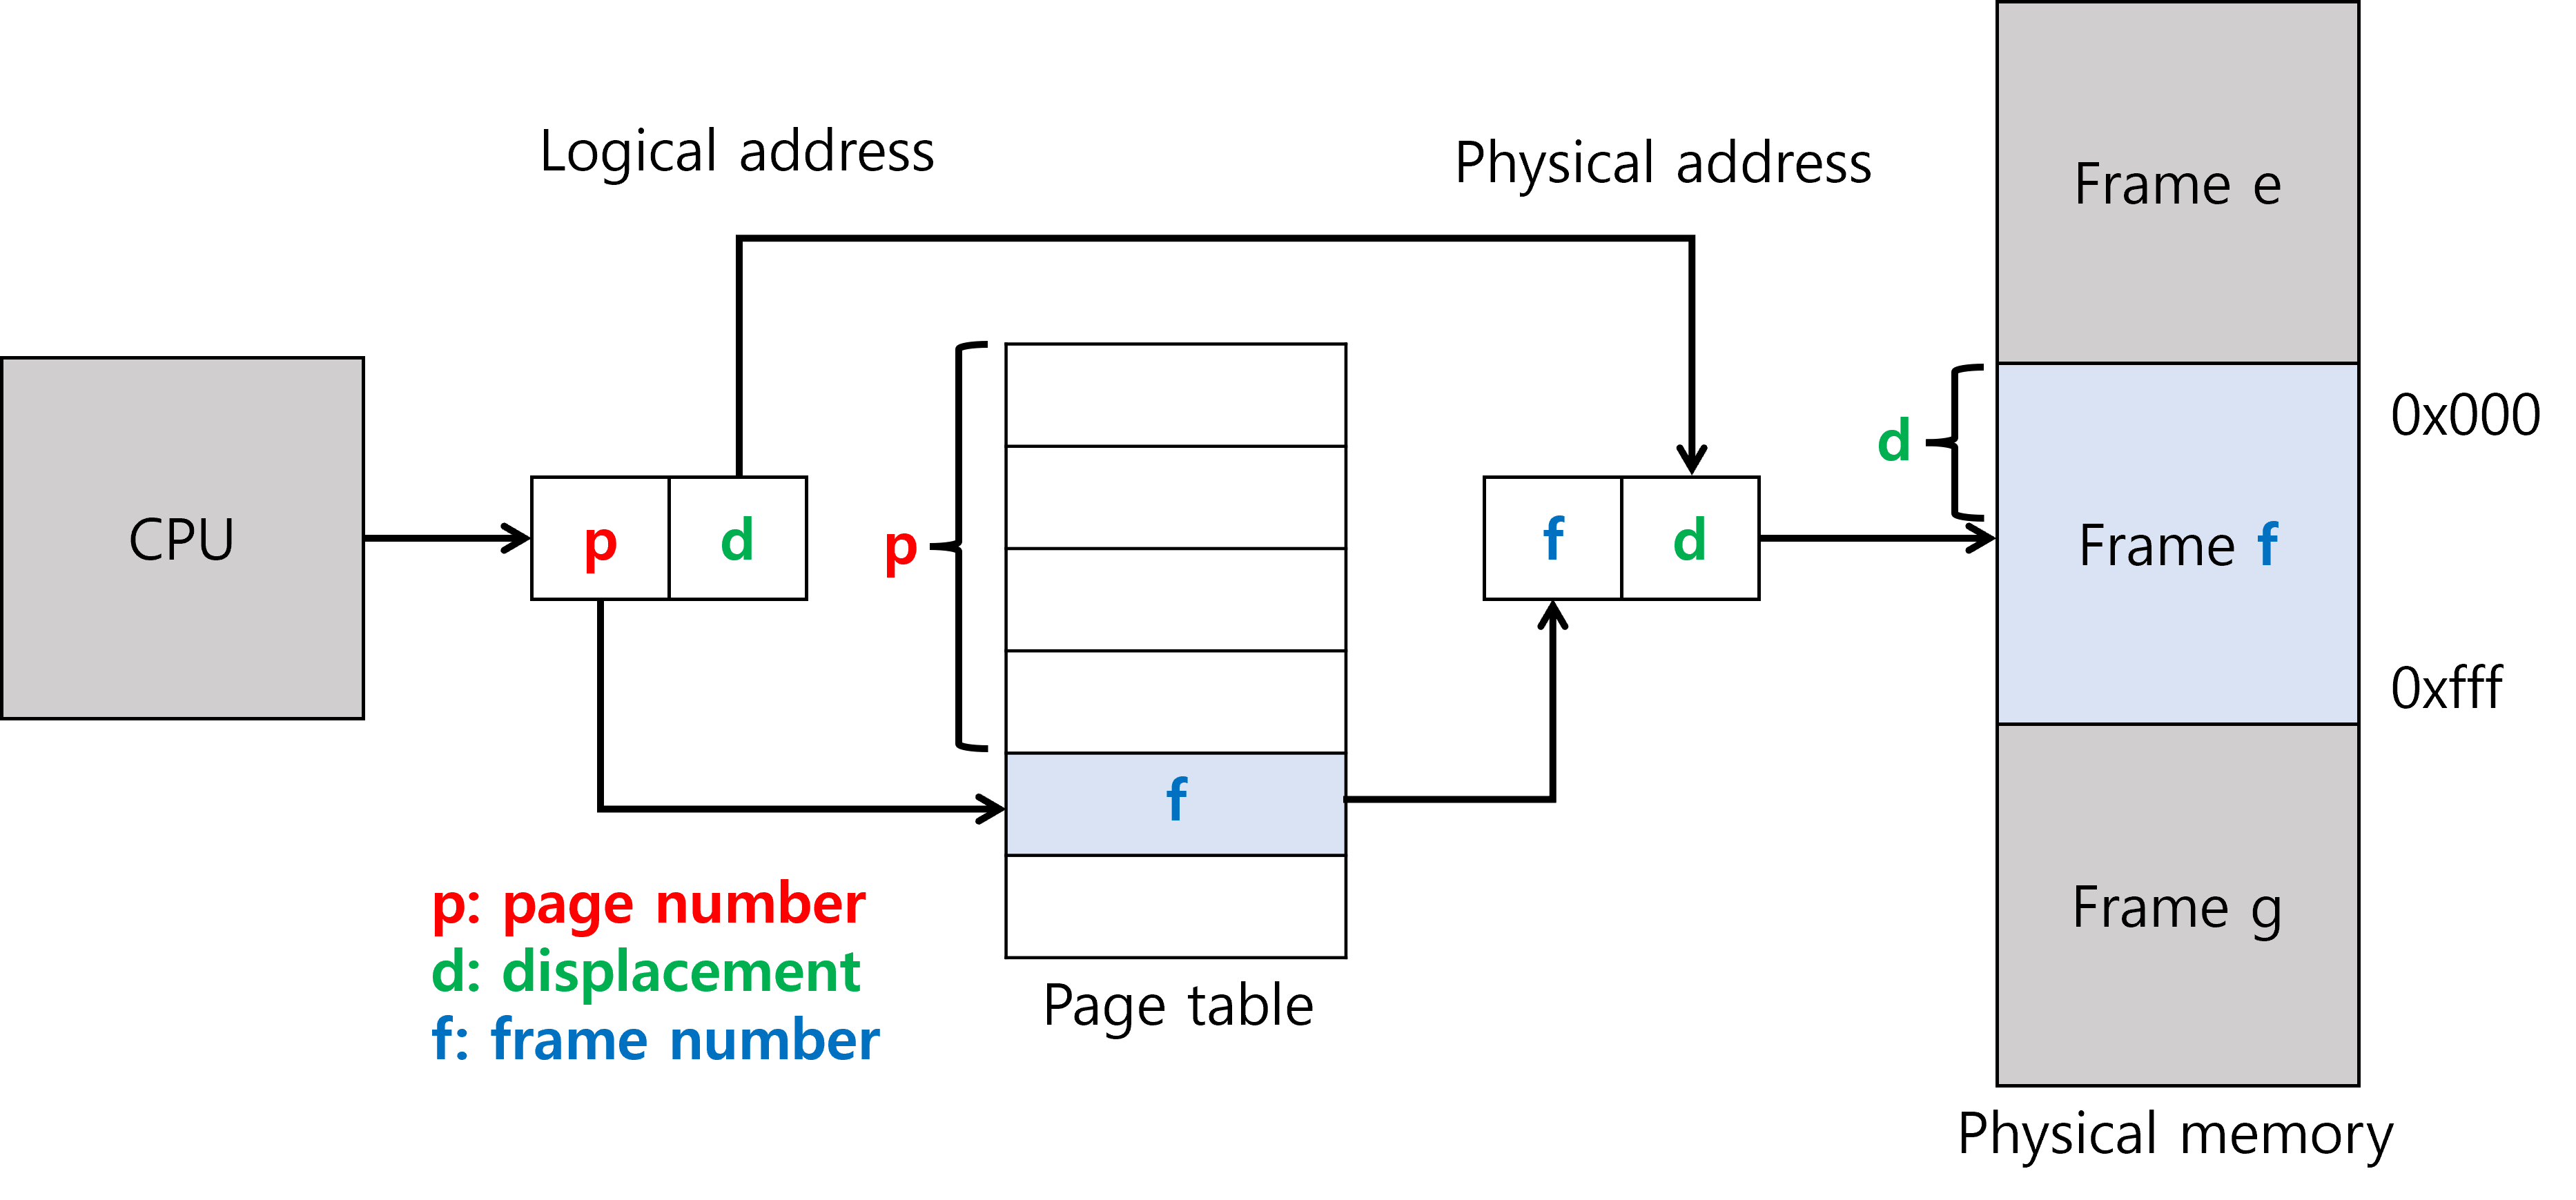 Logical address
Physical address
Frame e
CPU
p d
p
f d
d
0x000
Frame f
0xfff
f
Frame g
p: page number
d: displacement
f: frame number
Page table
Physical memory